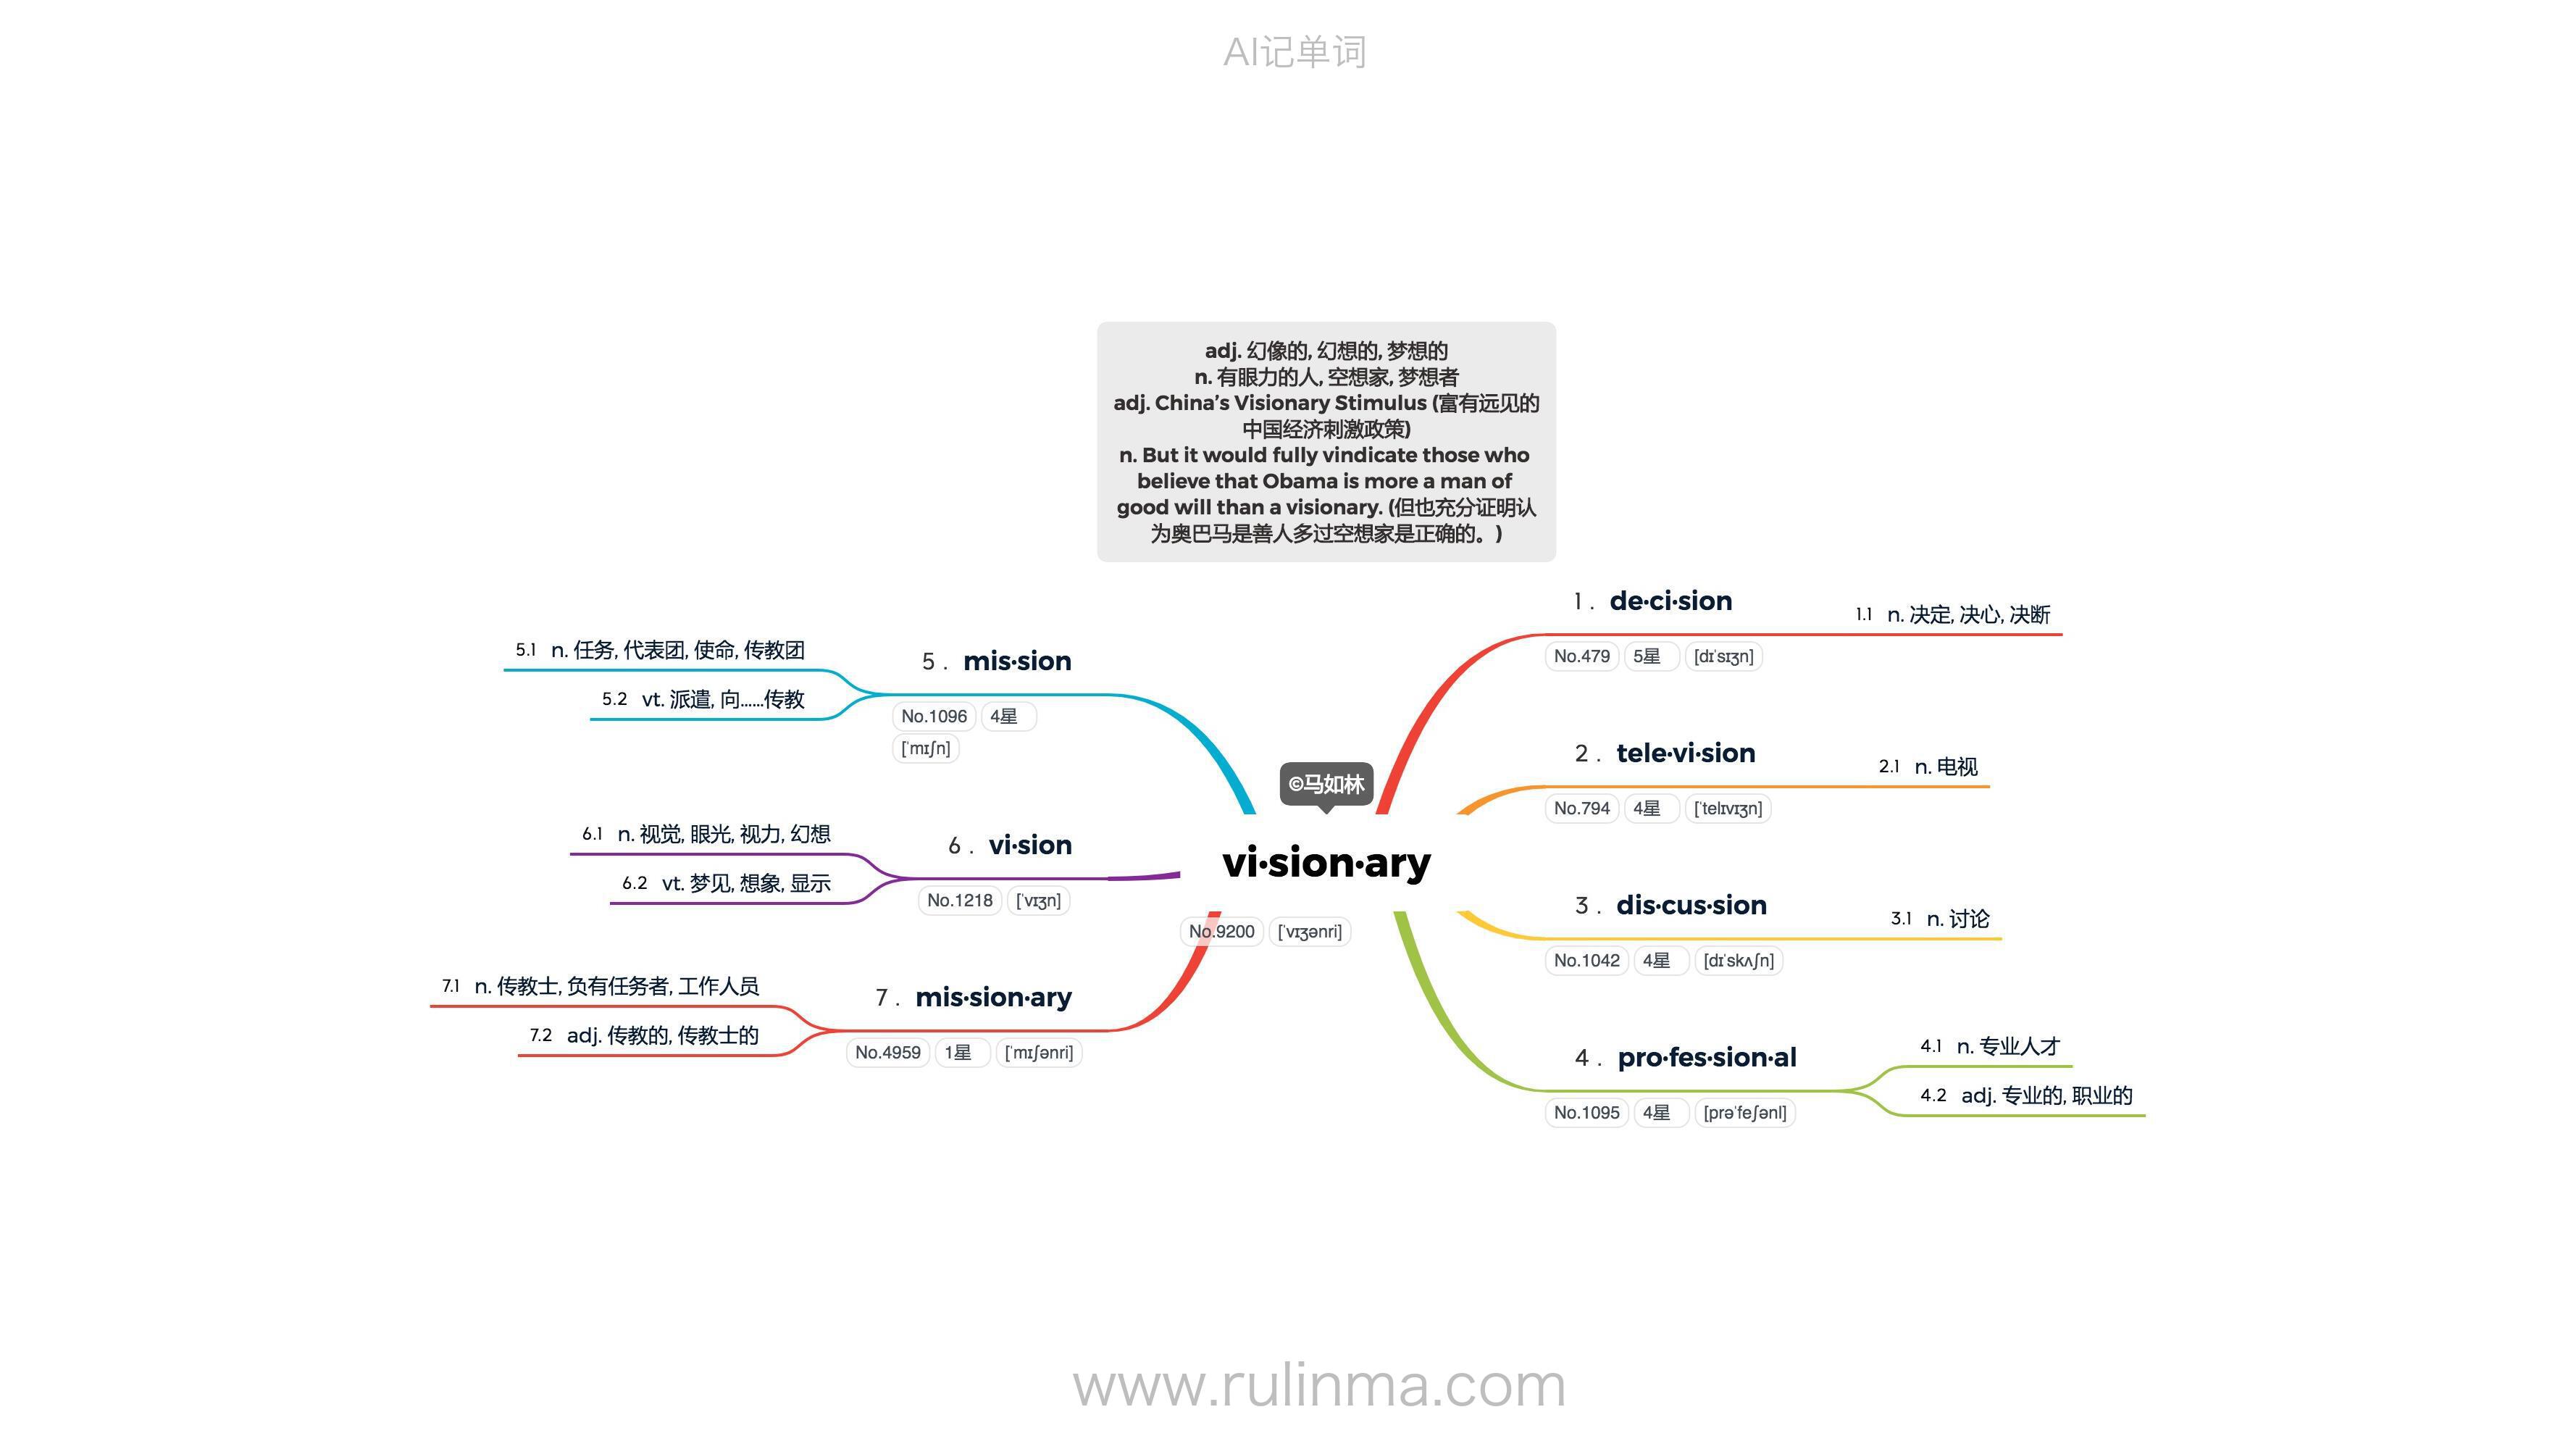 AI记单词
adj. 幻像的, 幻想的, 梦想的
n. 有眼力的人, 空想家, 梦想者
adj. China’s Visionary Stimulus (富有远见的
中国经济刺激政策)
n. But it would fully vindicate those who
believe that Obama is more a man of
good will than a visionary. (但也充分证明认
为奥巴马是善人多过空想家是正确的。)
©马如林
vi·sion·ary
No.9200 [ˈvɪʒənri]
1 . de·ci·sion
No.479 5星 [dɪˈsɪʒn]
1.1 n. 决定, 决心, 决断
2 . tele·vi·sion
No.794 4星 [ˈtelɪvɪʒn]
2.1 n. 电视
3 . dis·cus·sion
No.1042 4星 [dɪˈskʌʃn]
3.1 n. 讨论
4 . pro·fes·sion·al
No.1095 4星 [prəˈfeʃənl]
4.1 n. 专业人才
4.2 adj. 专业的, 职业的
5 . mis·sion
No.1096 4星
[ˈmɪʃn]
5.1 n. 任务, 代表团, 使命, 传教团
5.2 vt. 派遣, 向……传教
6 . vi·sion
No.1218 [ˈvɪʒn]
6.1 n. 视觉, 眼光, 视力, 幻想
6.2 vt. 梦见, 想象, 显示
7 . mis·sion·ary
No.4959 1星 [ˈmɪʃənri]
7.1 n. 传教士, 负有任务者, 工作人员
7.2 adj. 传教的, 传教士的
www.rulinma.com